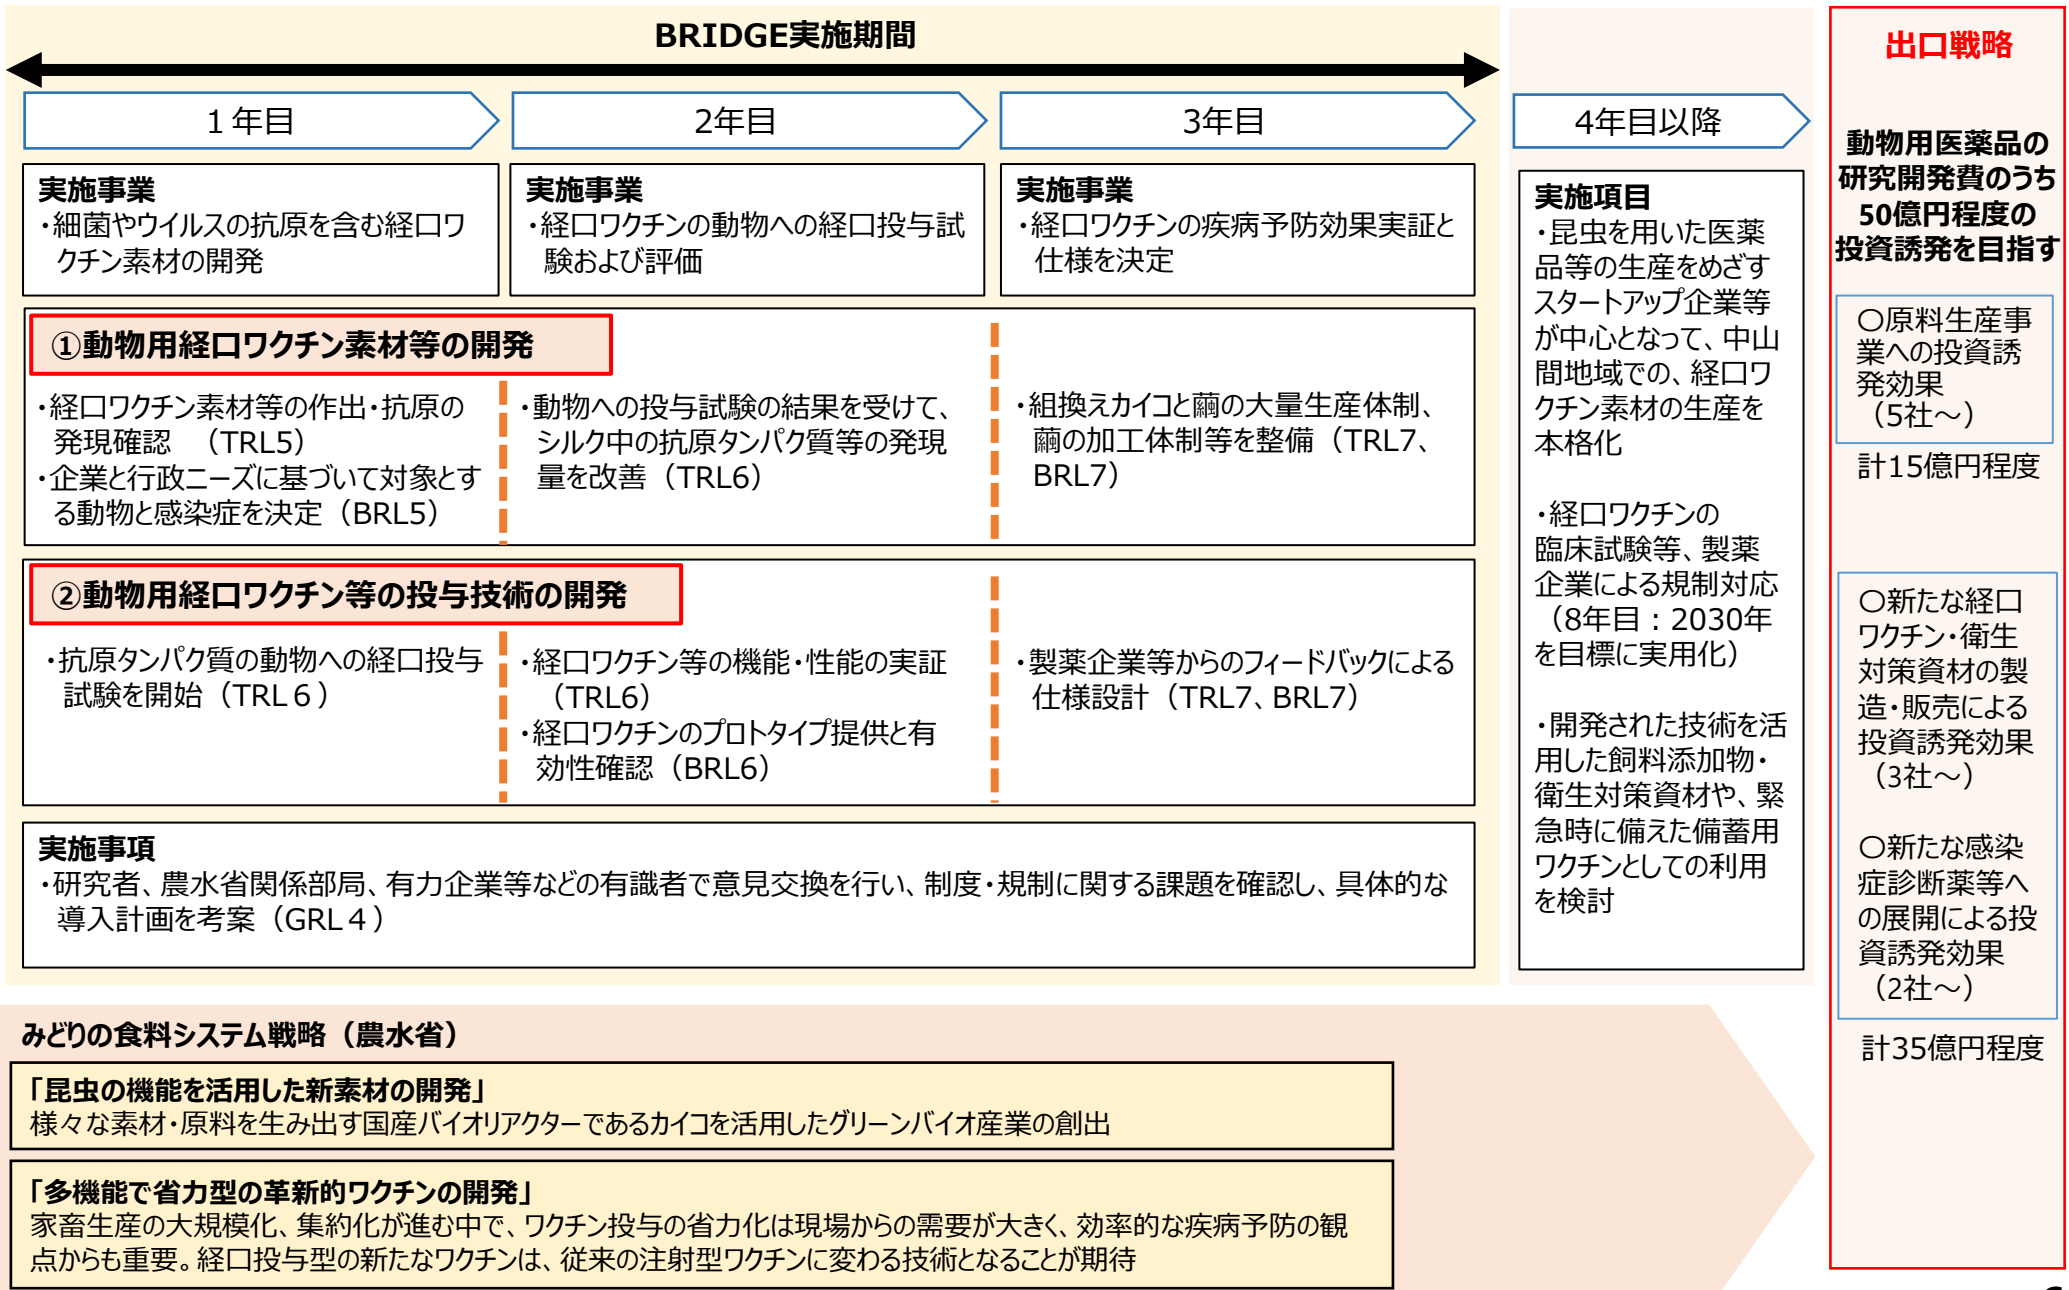 BRIDGE実施期間
１年目
2年目
3年目
4年目以降
実施事業
・細菌やウイルスの抗原を含む経口ワ
クチン素材の開発
実施事業
・経口ワクチンの動物への経口投与試
験および評価
実施事業
・経口ワクチンの疾病予防効果実証と
仕様を決定
①動物用経口ワクチン素材等の開発
・経口ワクチン素材等の作出・抗原の
発現確認　（TRL5）
・企業と行政ニーズに基づいて対象とす
る動物と感染症を決定（BRL5）
・動物への投与試験の結果を受けて、
シルク中の抗原タンパク質等の発現
量を改善（TRL6）
・組換えカイコと繭の大量生産体制、
繭の加工体制等を整備（TRL7、
BRL7）
②動物用経口ワクチン等の投与技術の開発
・抗原タンパク質の動物への経口投与
試験を開始（TRL６）
・経口ワクチン等の機能・性能の実証
（TRL6）
・経口ワクチンのプロトタイプ提供と有
効性確認（BRL6）
・製薬企業等からのフィードバックによる
仕様設計（TRL7、BRL7）
実施事項
・研究者、農水省関係部局、有力企業等などの有識者で意見交換を行い、制度・規制に関する課題を確認し、具体的な
導入計画を考案（GRL４）
実施項目
・昆虫を用いた医薬
品等の生産をめざす
スタートアップ企業等
が中心となって、中山
間地域での、経口ワ
クチン素材の生産を
本格化
・経口ワクチンの
臨床試験等、製薬
企業による規制対応
（8年目：2030年
を目標に実用化）
・開発された技術を活
用した飼料添加物・
衛生対策資材や、緊
急時に備えた備蓄用
ワクチンとしての利用
を検討
出口戦略
動物用医薬品の
研究開発費のうち
50億円程度の
投資誘発を目指す
〇原料生産事
業への投資誘
発効果
（5社～）
計15億円程度
〇新たな経口
ワクチン・衛生
対策資材の製
造・販売による
投資誘発効果
（3社～）
〇新たな感染
症診断薬等へ
の展開による投
資誘発効果
（2社～）
計35億円程度
みどりの食料システム戦略（農水省）
「昆虫の機能を活用した新素材の開発」
様々な素材・原料を生み出す国産バイオリアクターであるカイコを活用したグリーンバイオ産業の創出
「多機能で省力型の革新的ワクチンの開発」
家畜生産の大規模化、集約化が進む中で、ワクチン投与の省力化は現場からの需要が大きく、効率的な疾病予防の観
点からも重要。経口投与型の新たなワクチンは、従来の注射型ワクチンに変わる技術となることが期待